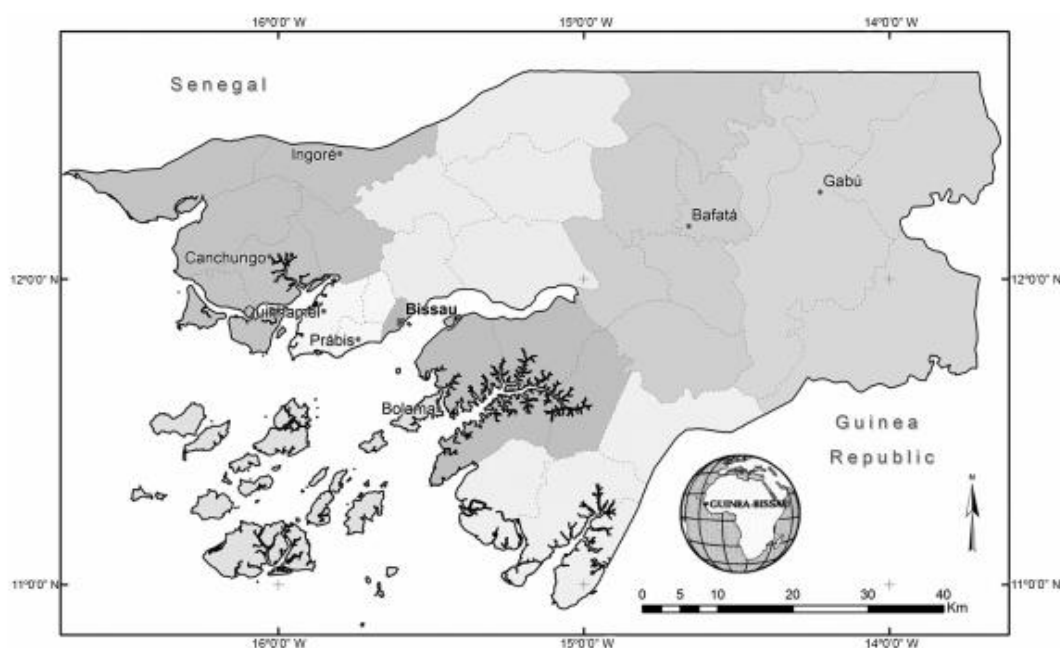 16°0'0" W 15°0'0" W 14°0'0" W
Senegal
Ingoré
Gabú
Bafatá
Canchungo
12°0'0" N 12°0'0" N
Quinhamel
Bissau
Prábis
Bolama
Guinea
Republic
N
GUINEA-BISSAU
11°0'0" N 11°0'0" N
0 5 10 20 30 40
Km
16°0'0" W 15°0'0" W 14°0'0" W